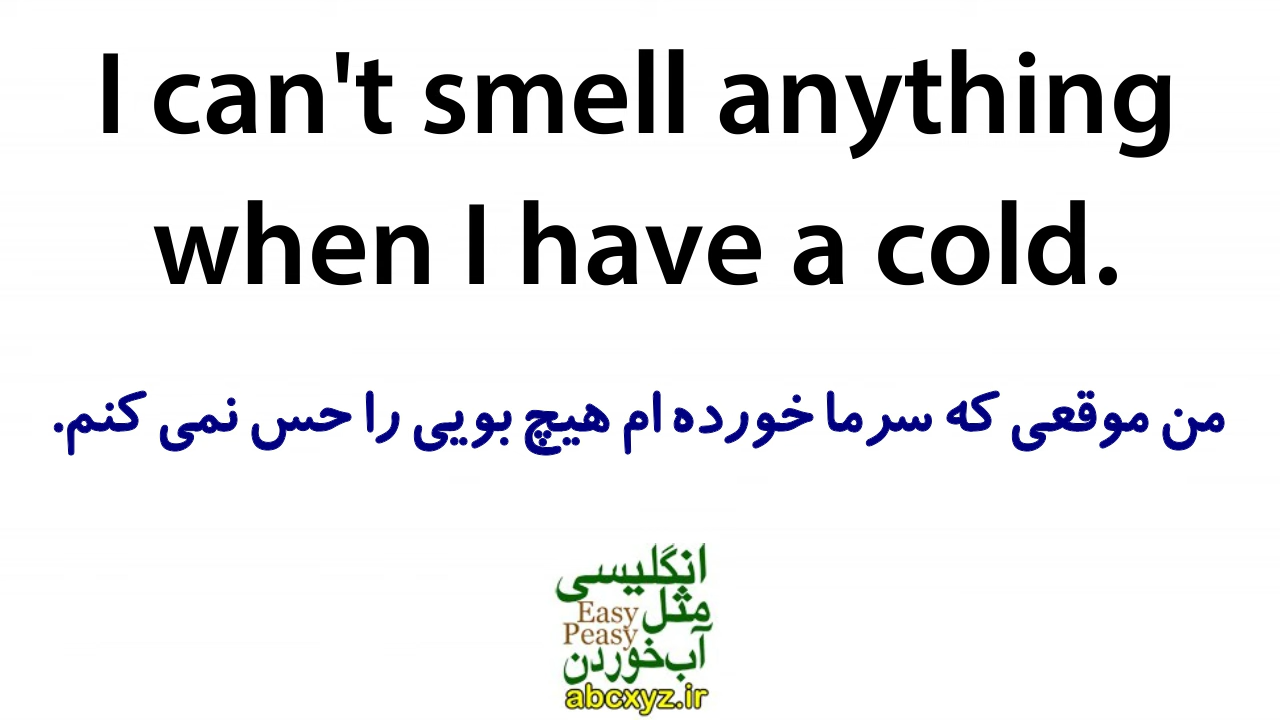 I can't smell anything
when I have a cold.
من موقعی که سرما خورده ام هیچ بویی را حس نمی کنم.
انگلیسی
مثل
Easy
Peasy
آب‌خوردن
abcxyz.ir